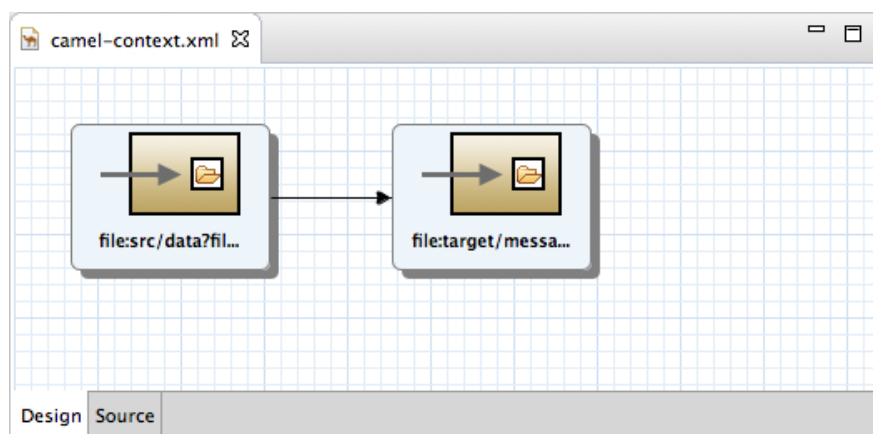 camel-context.xml
file:src/data?fil...
file:target/messa...
Design
Source